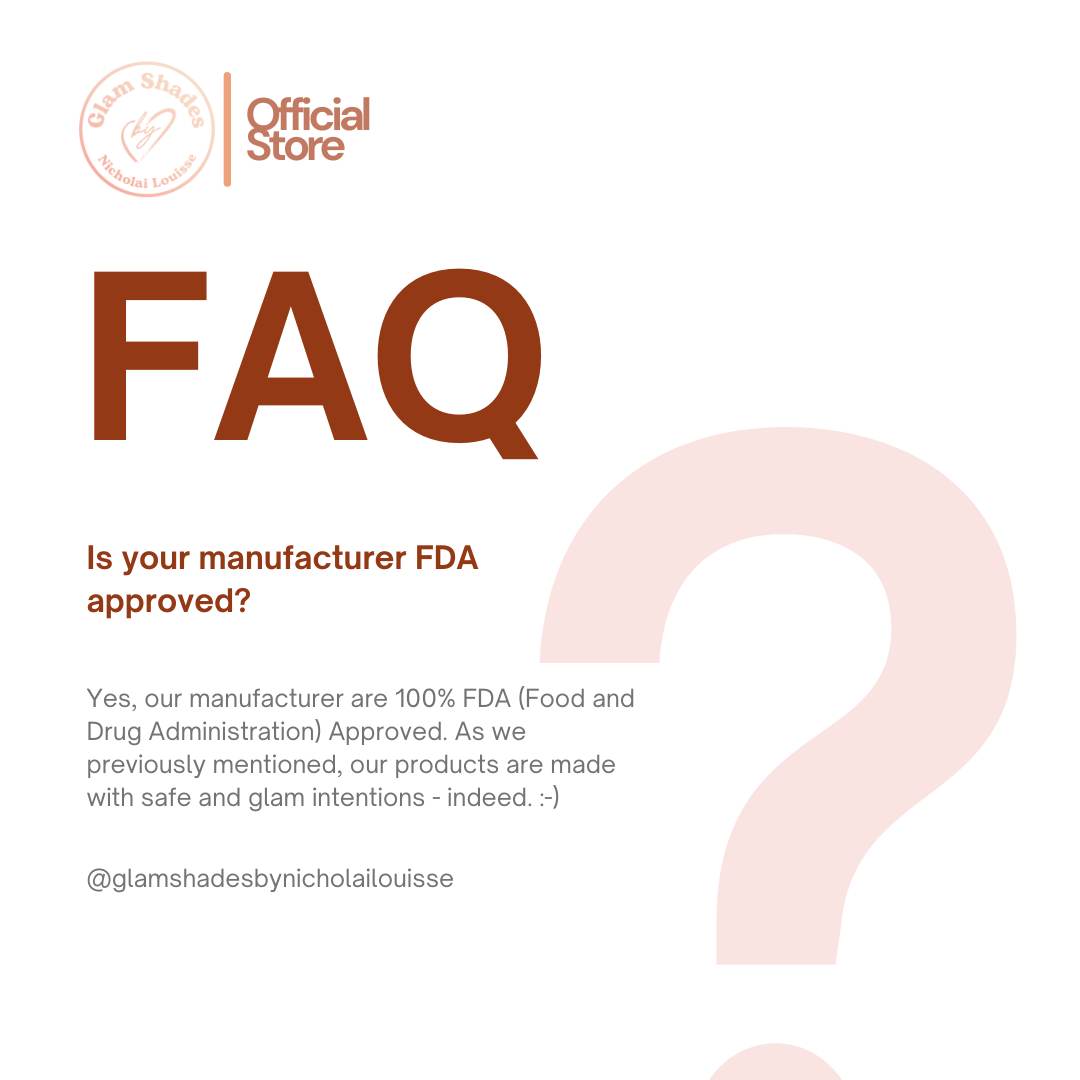 Glam Shades
by
Nicholai Louisse
Official
Store
FAQ
Is your manufacturer FDA
approved?
Yes, our manufacturer are 100% FDA (Food and
Drug Administration) Approved. As we
previously mentioned, our products are made
with safe and glam intentions - indeed. :-)
@glamshadesbynicholailouisse
?